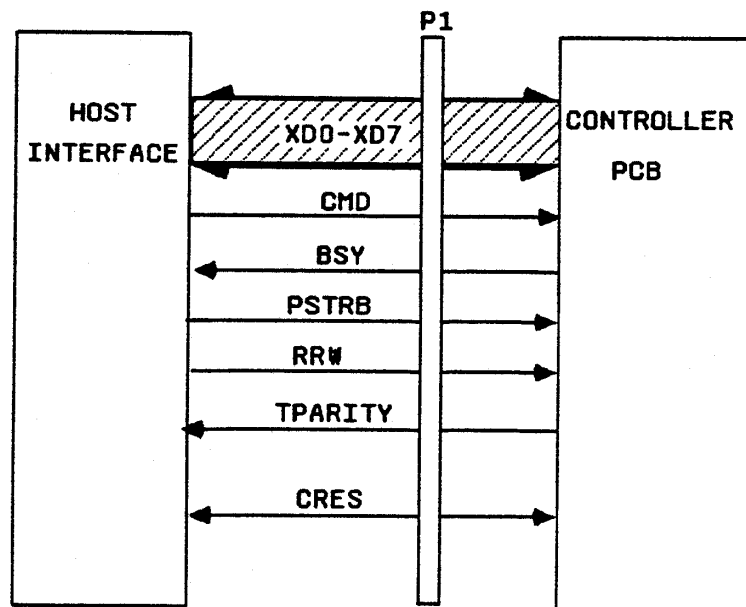 P1
HOST
INTERFACE
XD0-XD7
CONTROLLER
PCB
CMD
BSY
PSTRB
RRW
TPARITY
CRES